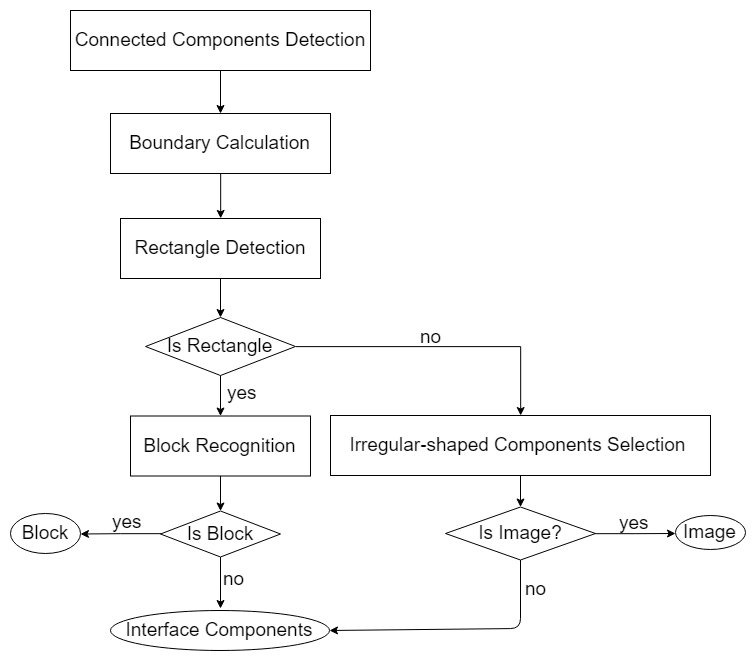 Connected Components Detection
Boundary Calculation
Rectangle Detection
Is Rectangle
no
yes
Block Recognition
Irregular-shaped Components Selection
Block
yes
Is Block
Is Image?
yes
Image
no
no
Interface Components